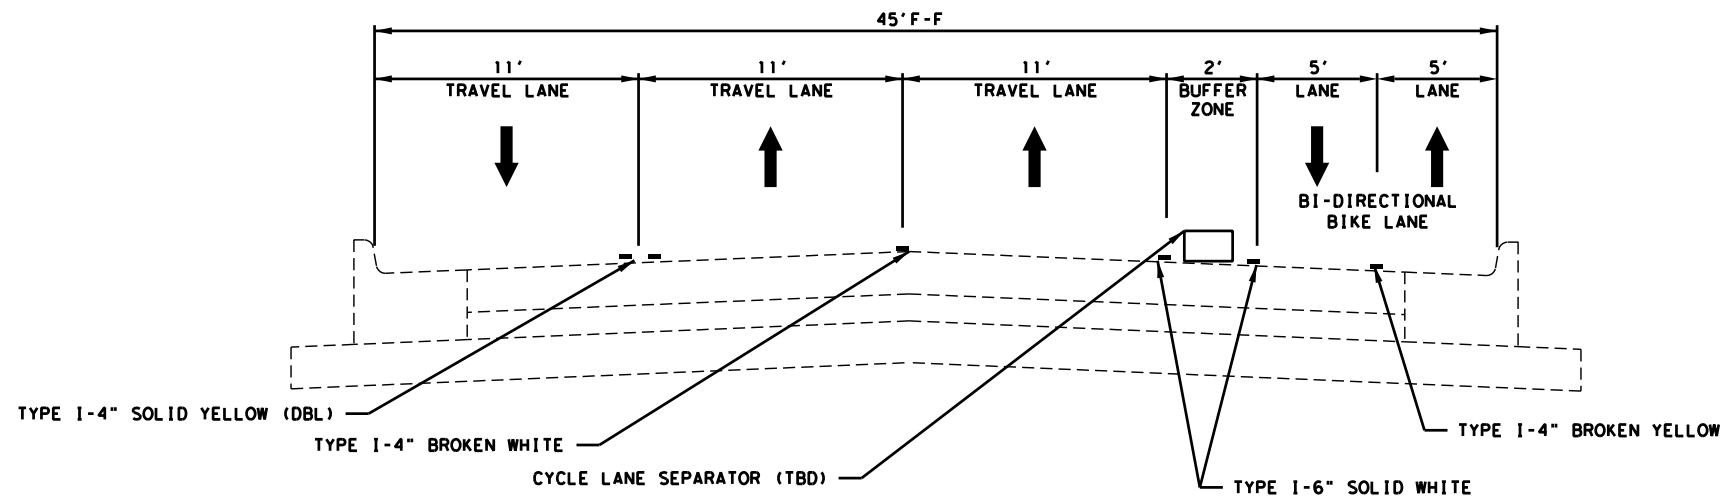 45'F-F
11'
11'
11'
2'
5'
5'
TRAVEL LANE
TRAVEL LANE
TRAVEL LANE
BUFFER
ZONE
LANE
LANE
BI-DIRECTIONAL
BIKE LANE
TYPE I-4" SOLID YELLOW (DBL)
TYPE I-4" BROKEN WHITE
CYCLE LANE SEPARATOR (TBD)
TYPE I-6" SOLID WHITE
TYPE I-4" BROKEN YELLOW